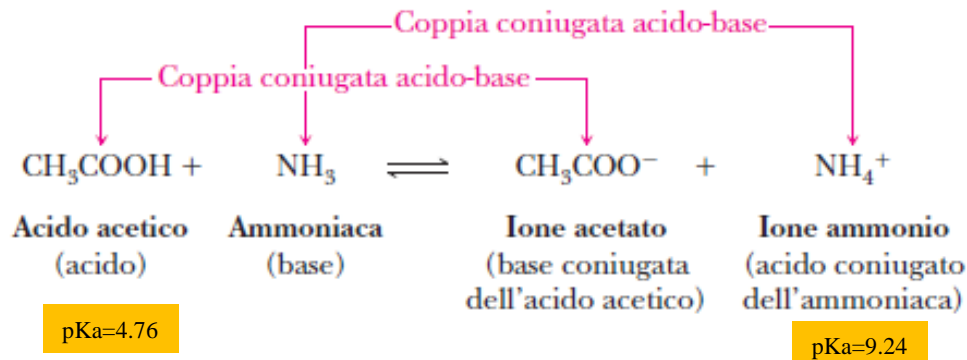 Coppia coniugata acido-base
Coppia coniugata acido-base
CH₃COOH + NH₃ ⇌ CH₃COO⁻ + NH₄⁺
Acido acetico Ammoniaca Ione acetato Ione ammonio
(acido) (base) (base coniugata (acido coniugato
dell'acido acetico) dell'ammoniaca)
pKa=4.76
pKa=9.24